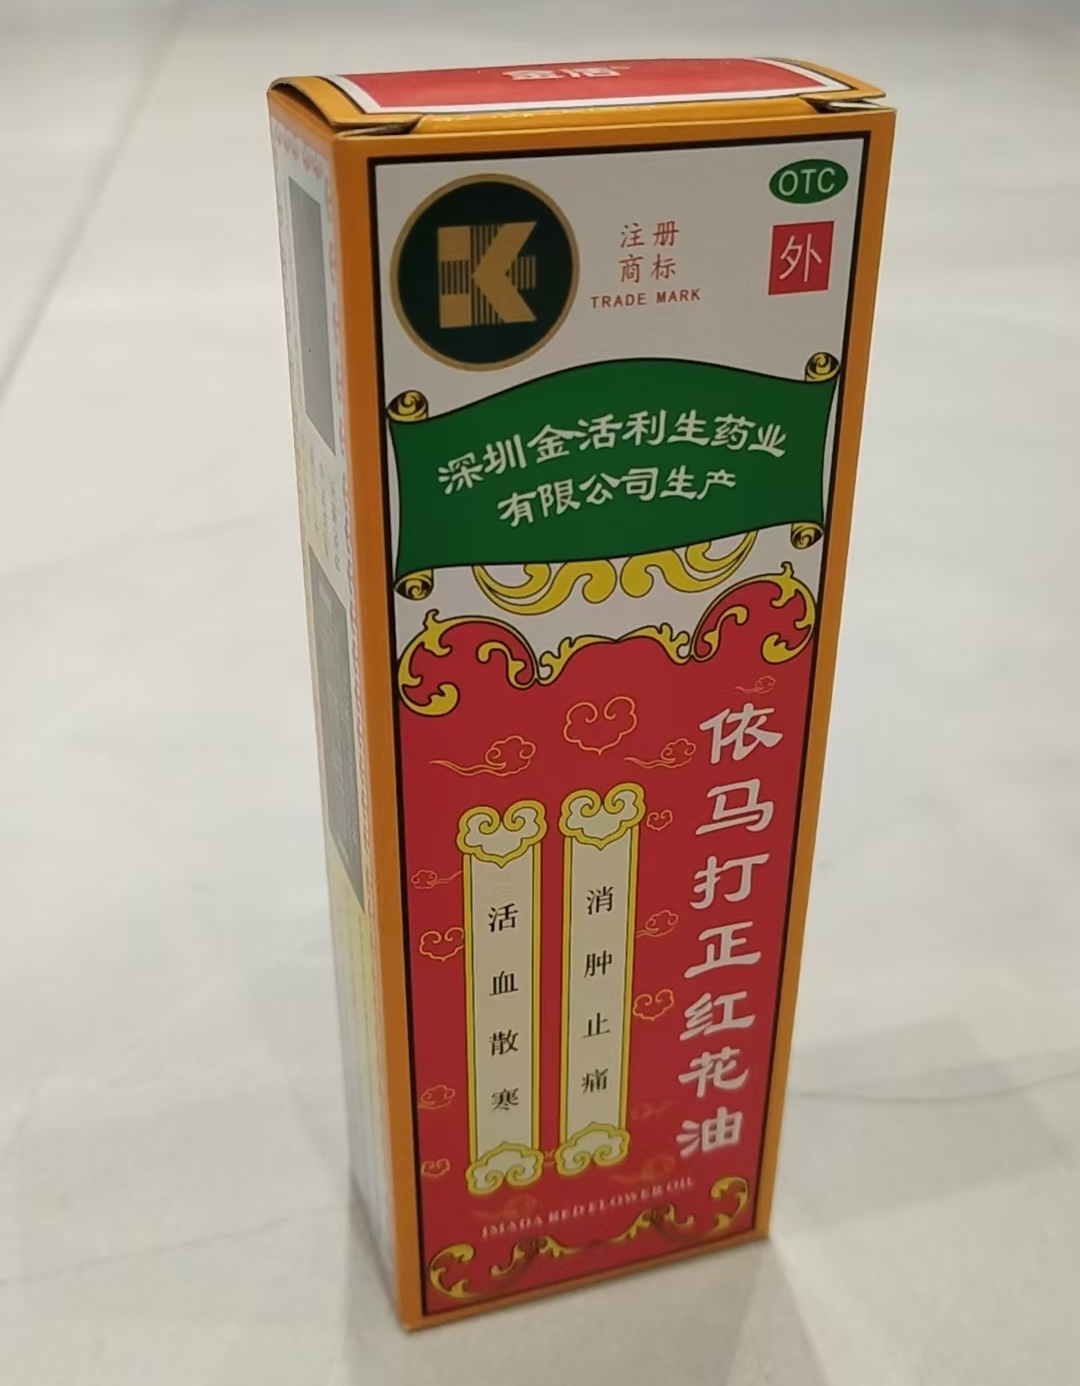 金活
OTC
外
注册
商标
TRADE MARK
深圳金活利生药业
有限公司生产
依马打正红花油
消肿止痛
活血散寒
IMADA RED FLOWER OIL